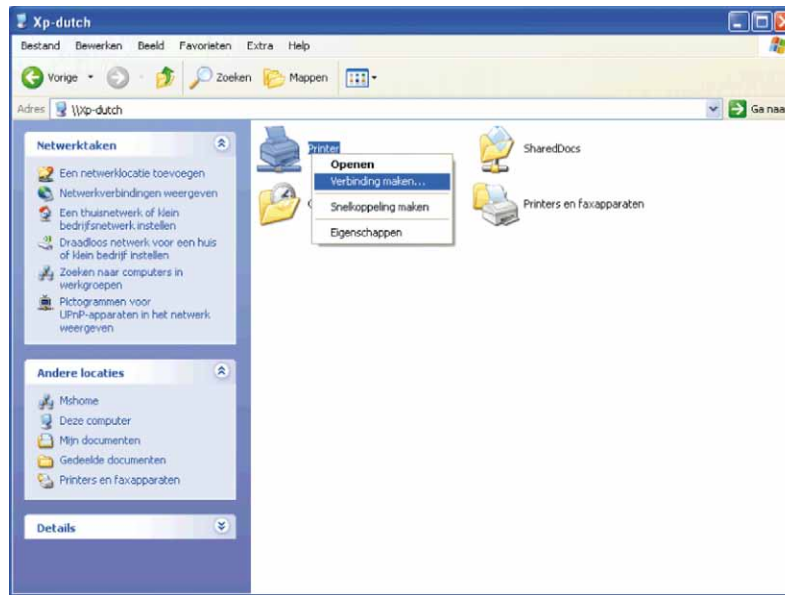 Xp-dutch
Bestand Bewerken Beeld Favorieten Extra Help
Vorige Zoeken Mappen
Adres \\Xp-dutch Ga naa
Netwerktaken
Een netwerklocatie toevoegen
Netwerkverbindingen weergeven
Een thuisnetwerk of klein
bedrijfsnetwerk instellen
Draadloos netwerk voor een huis
of klein bedrijf instellen
Zoeken naar computers in
werkgroepen
Pictogrammen voor
UPnP-apparaten in het netwerk
weergeven
Andere locaties
Mshome
Deze computer
Mijn documenten
Gedeelde documenten
Printers en faxapparaten
Details
Printer
Openen
Verbinding maken...
Snelkoppeling maken
Eigenschappen
SharedDocs
Printers en faxapparaten